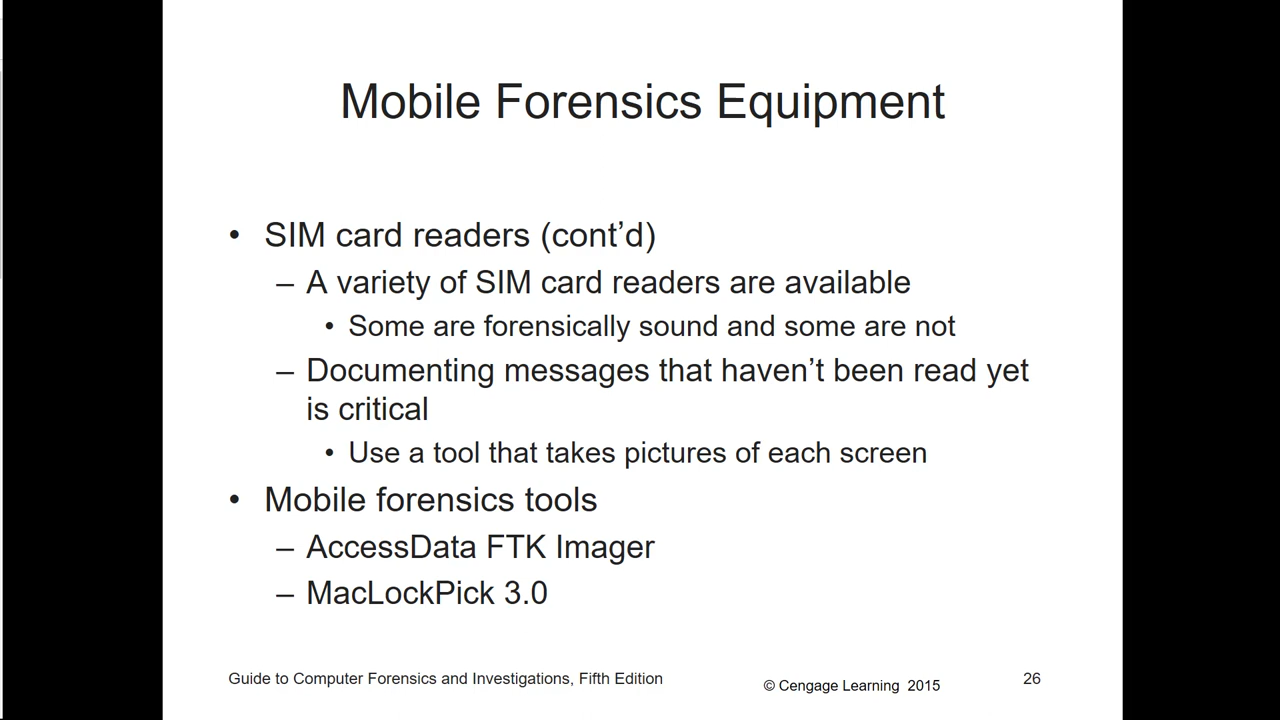 Mobile Forensics Equipment
• SIM card readers (cont’d)
– A variety of SIM card readers are available
• Some are forensically sound and some are not
– Documenting messages that haven’t been read yet
is critical
• Use a tool that takes pictures of each screen
• Mobile forensics tools
– AccessData FTK Imager
– MacLockPick 3.0
Guide to Computer Forensics and Investigations, Fifth Edition
© Cengage Learning 2015
26